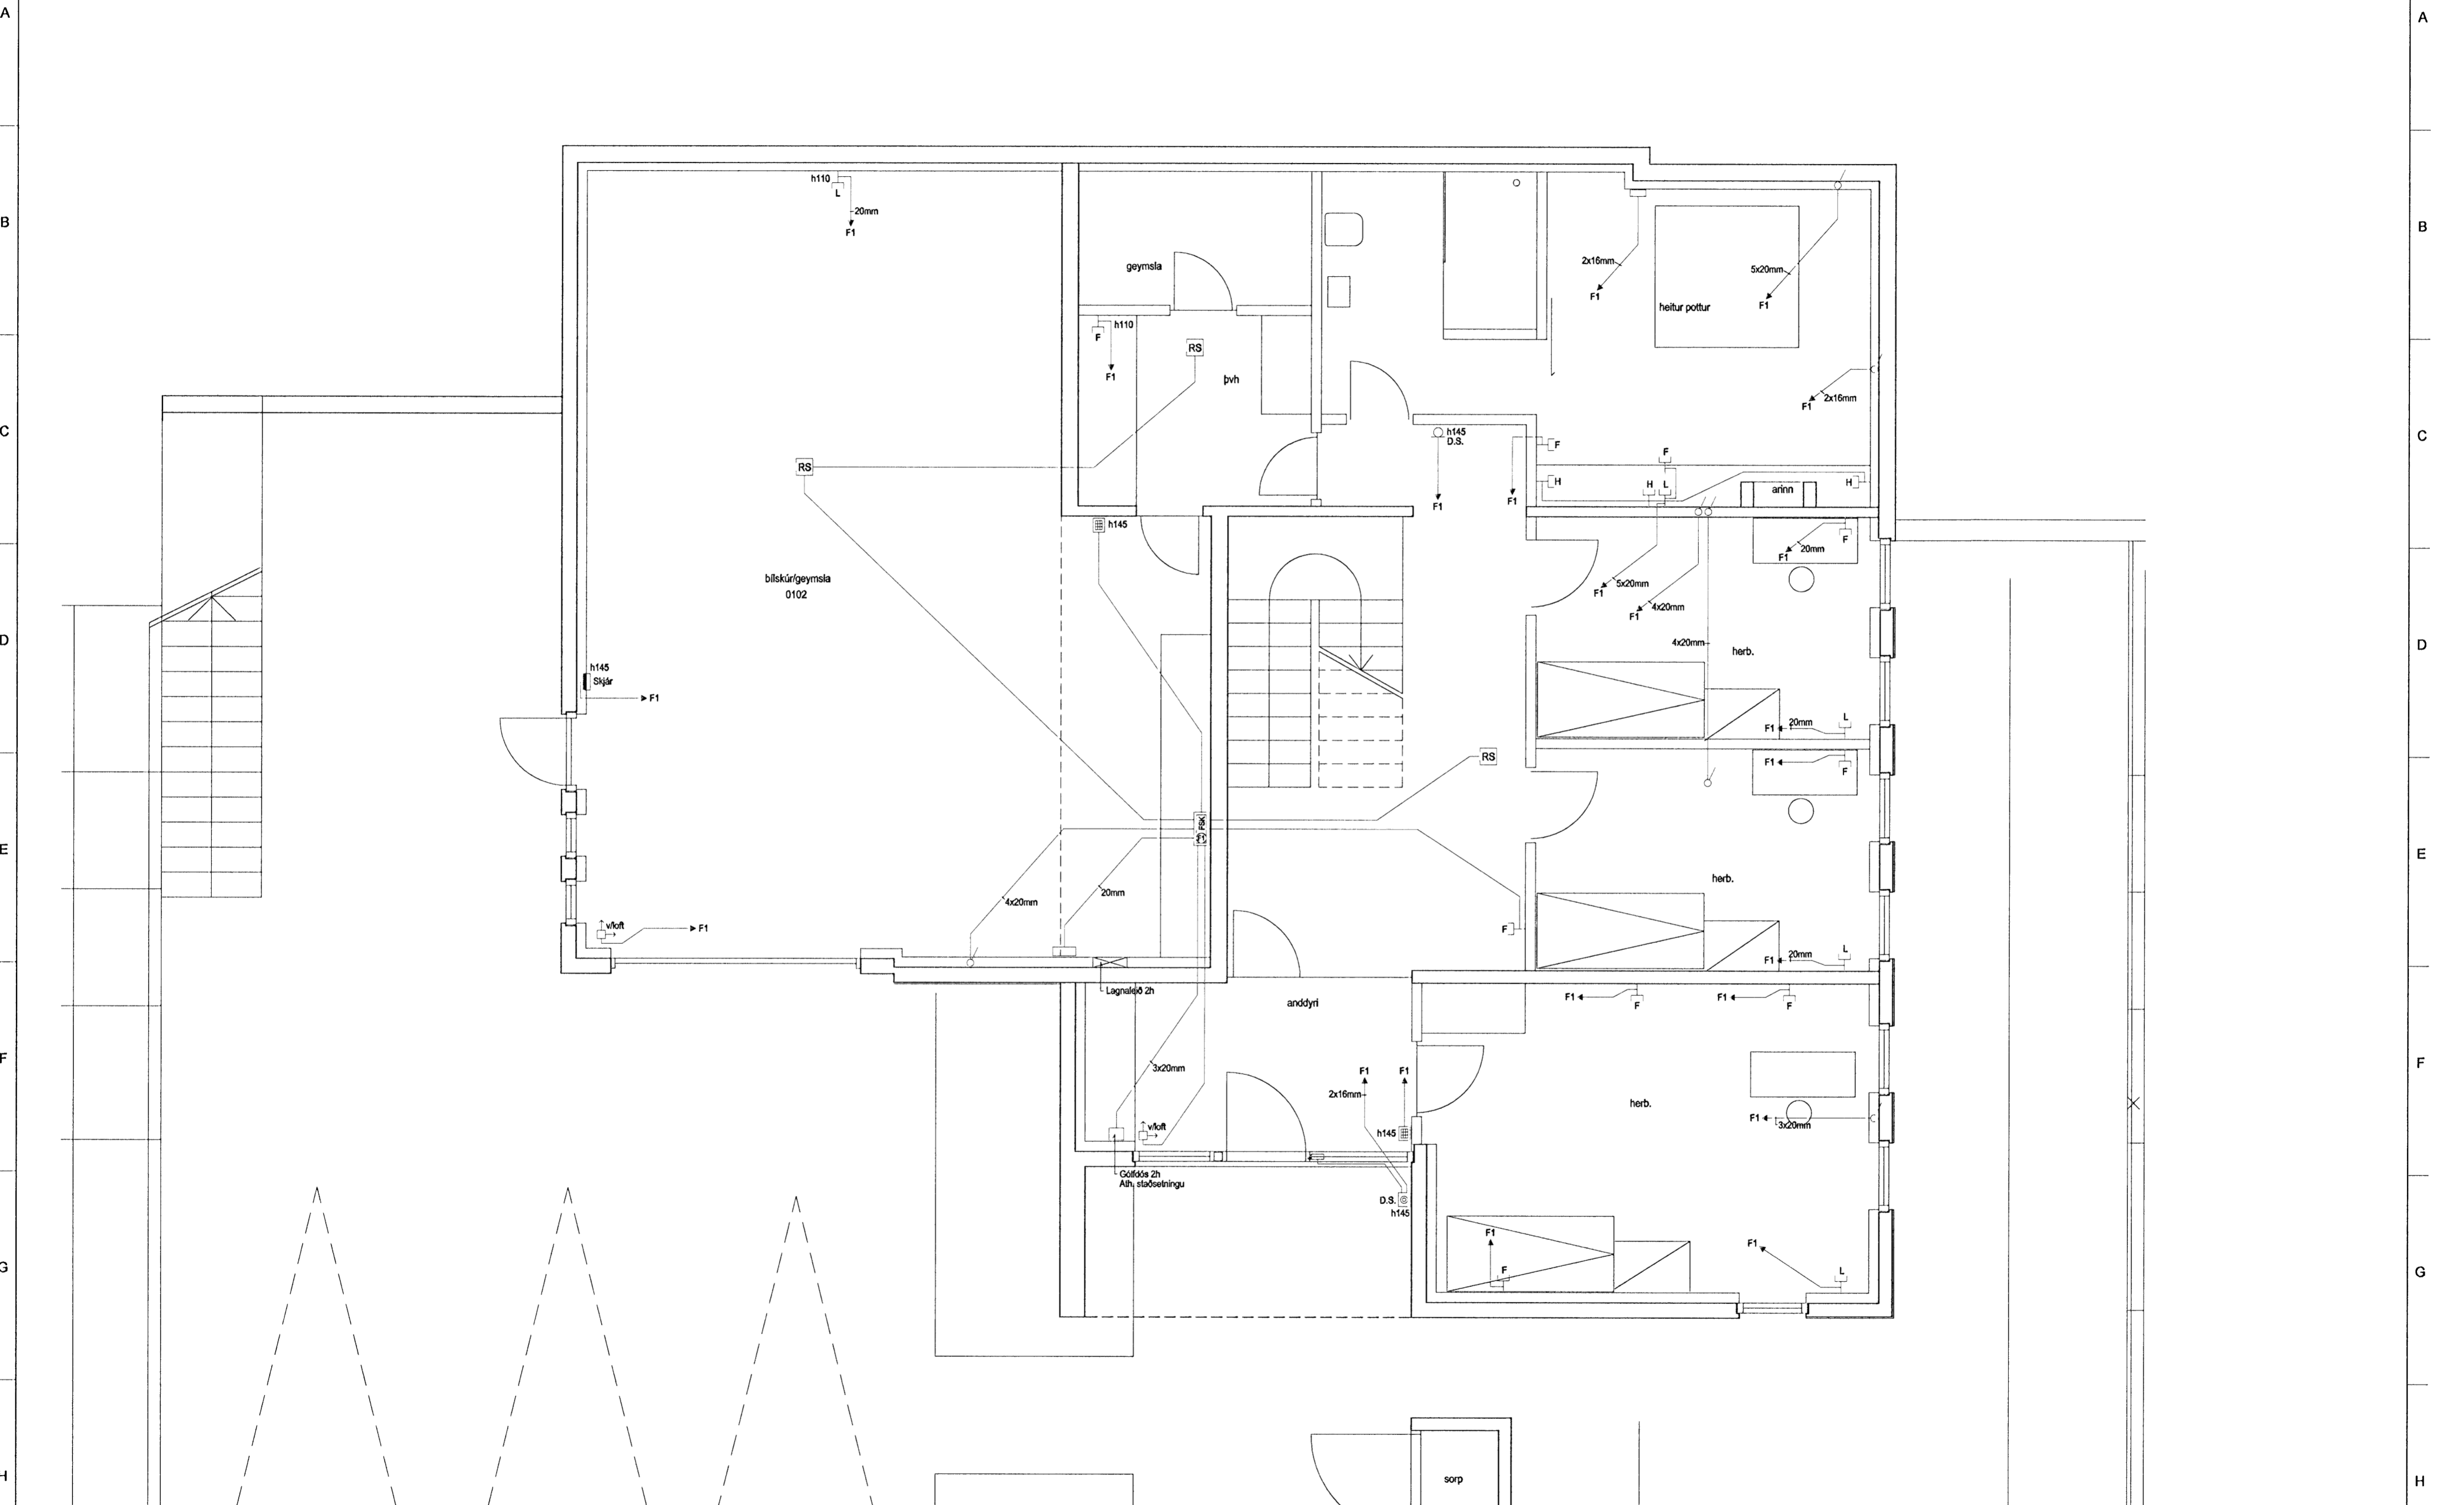 A
A
h110
L
20mm
F1
B
B
geymsla
2x16mm
F1
5x20mm
F1
heitur pottur
F
h110
F1
RS
þvh
2x16mm
F1
C
C
h145
D.S.
F1
F
H
F1
F
H
L
arinn
H
RS
h145
F
20mm
F1
bílskúr/geymsla
0102
5x20mm
F1
4x20mm
F1
D
D
4x20mm
herb.
h145
Skjár
F1
L
20mm
F1
RS
F1
F
FSK
E
E
herb.
20mm
4x20mm
v/loft
F1
F
L
20mm
F1
Lagnaleið 2h
anddyri
F1
F
F1
F
F
F
3x20mm
F1
F1
2x16mm
herb.
F1
3x20mm
v/loft
h145
Gólfdós 2h
Ath. staðsetningu
D.S.
h145
F1
F
F1
L
G
G
sorp
H
H